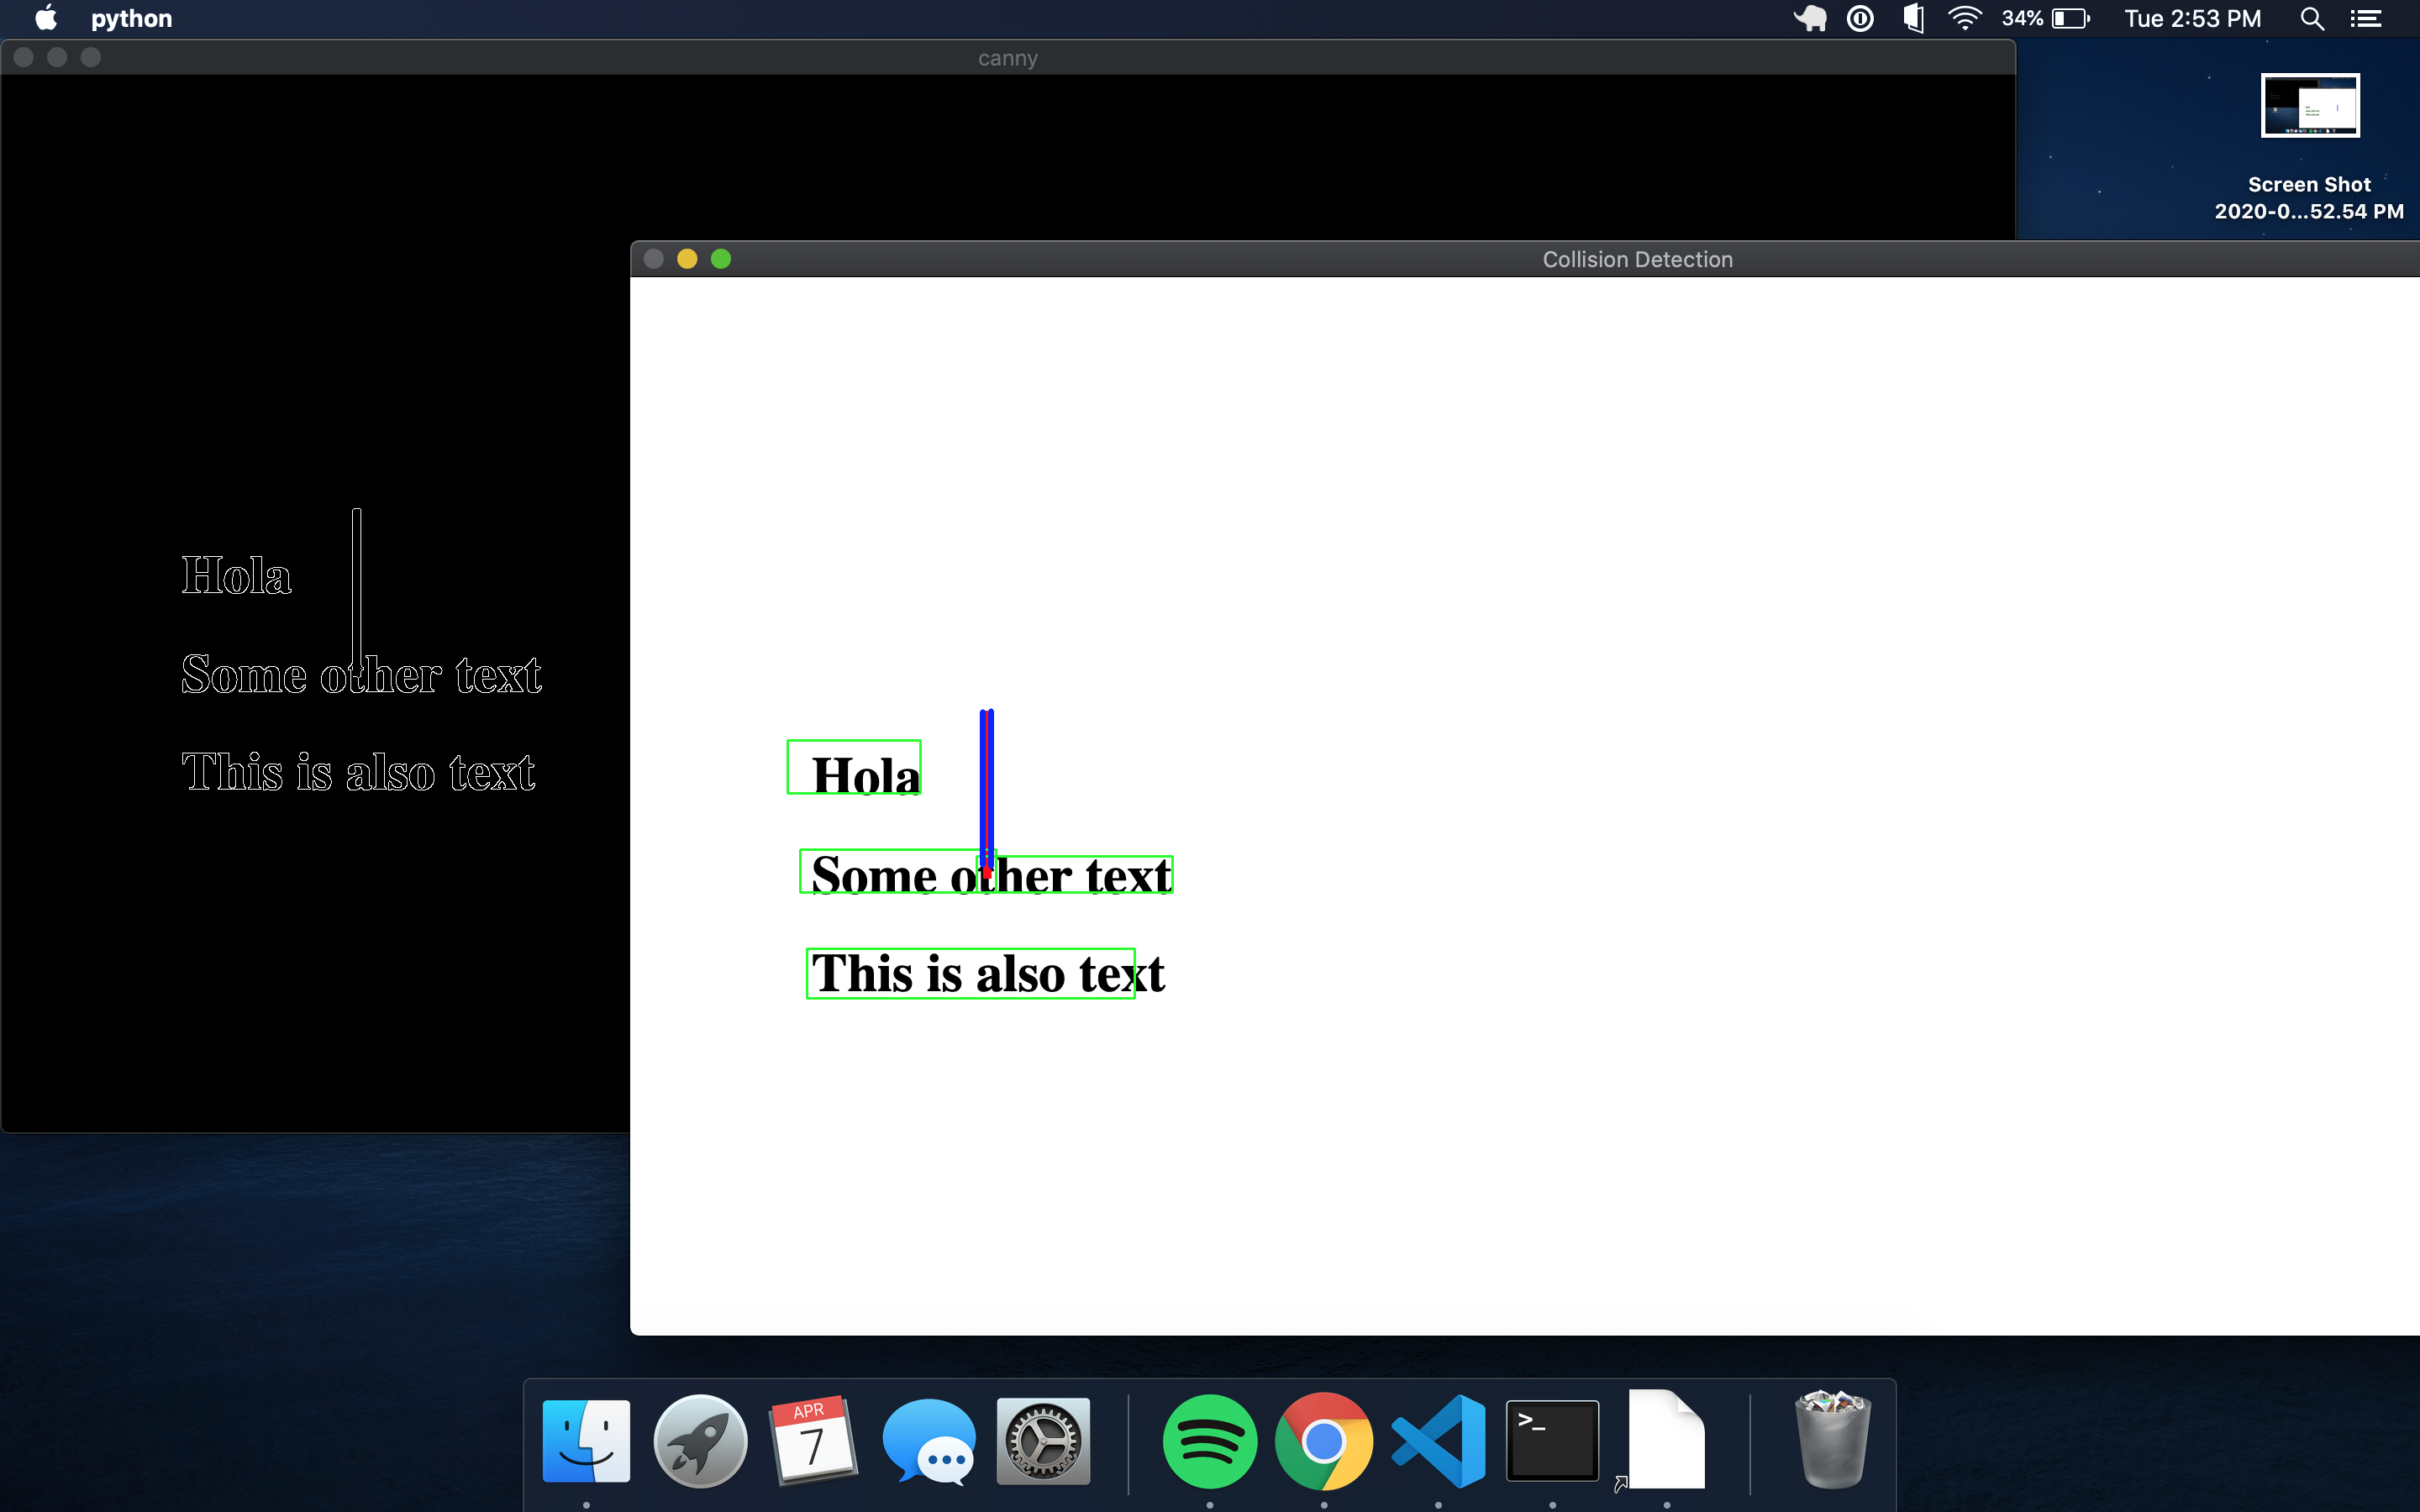 python
34%
Tue 2:53 PM
canny
Screen Shot
2020-0...52.54 PM
Hola
Some other text
This is also text
Collision Detection
Hola
Some other text
This is also text
APR
7
>_